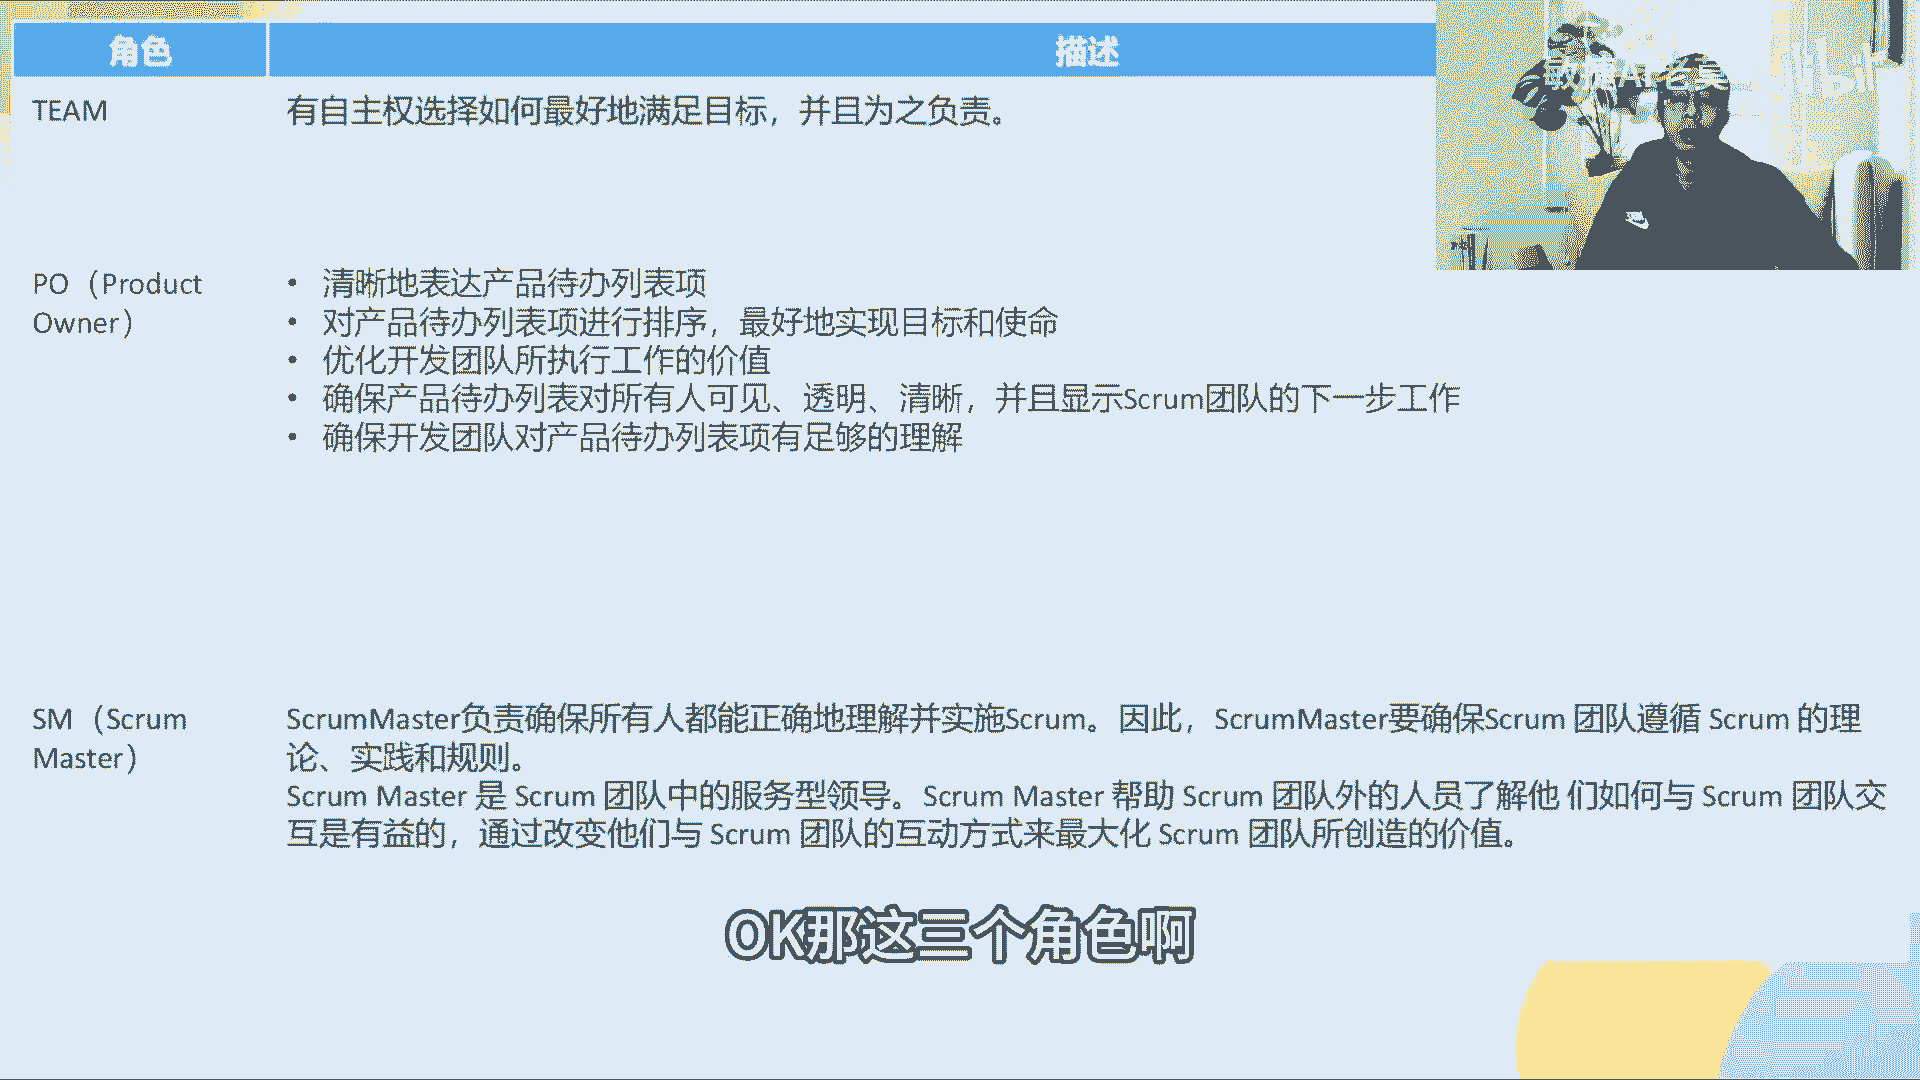 角色
描述
TEAM
有自主权选择如何最好地满足目标，并且为之负责。
PO（Product
Owner）
• 清晰地表达产品待办列表项
• 对产品待办列表项进行排序，最好地实现目标和使命
• 优化开发团队所执行工作的价值
• 确保产品待办列表对所有人可见、透明、清晰，并且显示Scrum团队的下一步工作
• 确保开发团队对产品待办列表项有足够的理解
SM（Scrum
Master）
ScrumMaster负责确保所有人都能正确地理解并实施Scrum。因此，ScrumMaster要确保Scrum 团队遵循 Scrum 的理
论、实践和规则。
Scrum Master 是 Scrum 团队中的服务型领导。Scrum Master 帮助 Scrum 团队外的人员了解他 们如何与 Scrum 团队交
互是有益的，通过改变他们与 Scrum 团队的互动方式来最大化 Scrum 团队所创造的价值。
OK那这三个角色啊